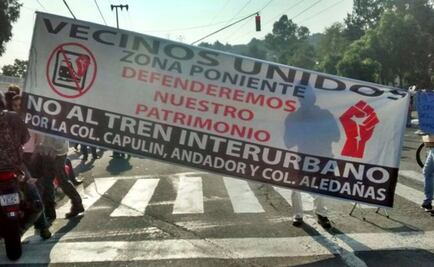 VECINOS UNIDOS
ZONA PONIENTE
DEFENDEREMOS
NUESTRO
PATRIMONIO
NO AL TREN INTERURBANO
POR LA COL. CAPULIN, ANDADOR Y COL. ALEDAÑAS